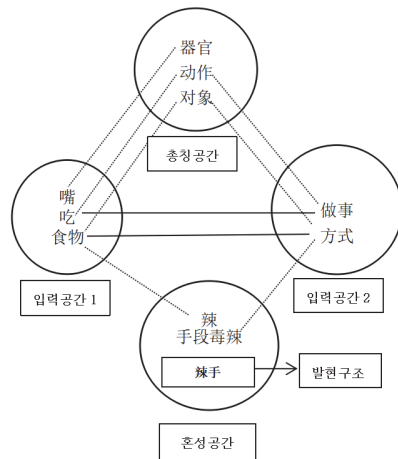 器官
动作
对象
총칭공간
嘴
吃
食物
做事
方式
입력공간 1
입력공간 2
辣
手段毒辣
辣手
발현구조
혼성공간